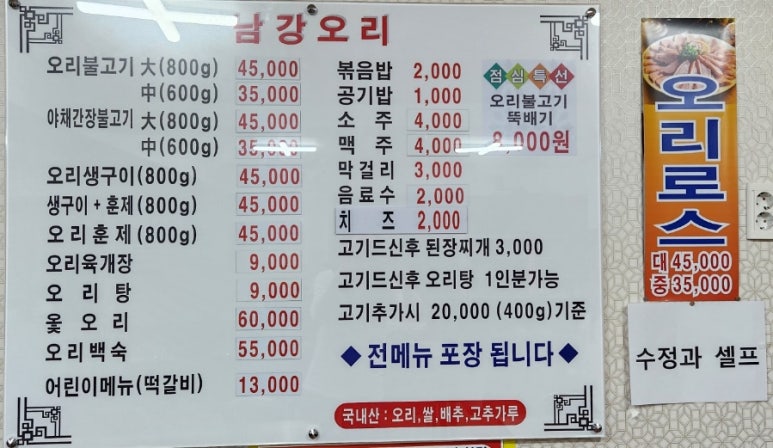 남강오리
오리불고기 大(800g) 45,000
中(600g) 35,000
야채간장불고기 大(800g) 45,000
中(600g) 35,000
오리생구이(800g) 45,000
생구이+훈제(800g) 45,000
오리훈제(800g) 45,000
오리육개장 9,000
오리탕 9,000
옻오리 60,000
오리백숙 55,000
어린이메뉴(떡갈비) 13,000
볶음밥 2,000
공기밥 1,000
소주 4,000
맥주 4,000
막걸리 3,000
음료수 2,000
치즈 2,000
점심특선
오리불고기
뚝배기
8,000원
고기드신후 된장찌개 3,000
고기드신후 오리탕 1인분가능
고기추가시 20,000 (400g)기준
◆ 전메뉴 포장 됩니다 ◆
국내산 : 오리,쌀,배추,고추가루
오리로스
대 45,000
중 35,000
수정과 셀프